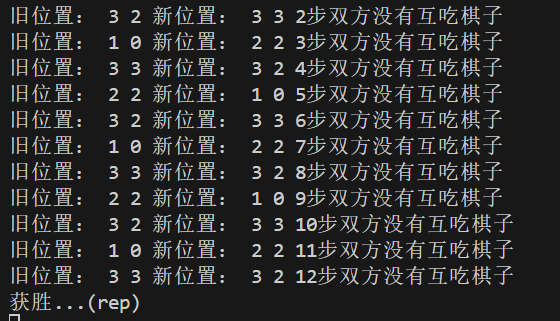 旧位置： 3 2 新位置： 3 3 2步双方没有互吃棋子
旧位置： 1 0 新位置： 2 2 3步双方没有互吃棋子
旧位置： 3 3 新位置： 3 2 4步双方没有互吃棋子
旧位置： 2 2 新位置： 1 0 5步双方没有互吃棋子
旧位置： 3 2 新位置： 3 3 6步双方没有互吃棋子
旧位置： 1 0 新位置： 2 2 7步双方没有互吃棋子
旧位置： 3 3 新位置： 3 2 8步双方没有互吃棋子
旧位置： 2 2 新位置： 1 0 9步双方没有互吃棋子
旧位置： 3 2 新位置： 3 3 10步双方没有互吃棋子
旧位置： 1 0 新位置： 2 2 11步双方没有互吃棋子
旧位置： 3 3 新位置： 3 2 12步双方没有互吃棋子
获胜...(rep)